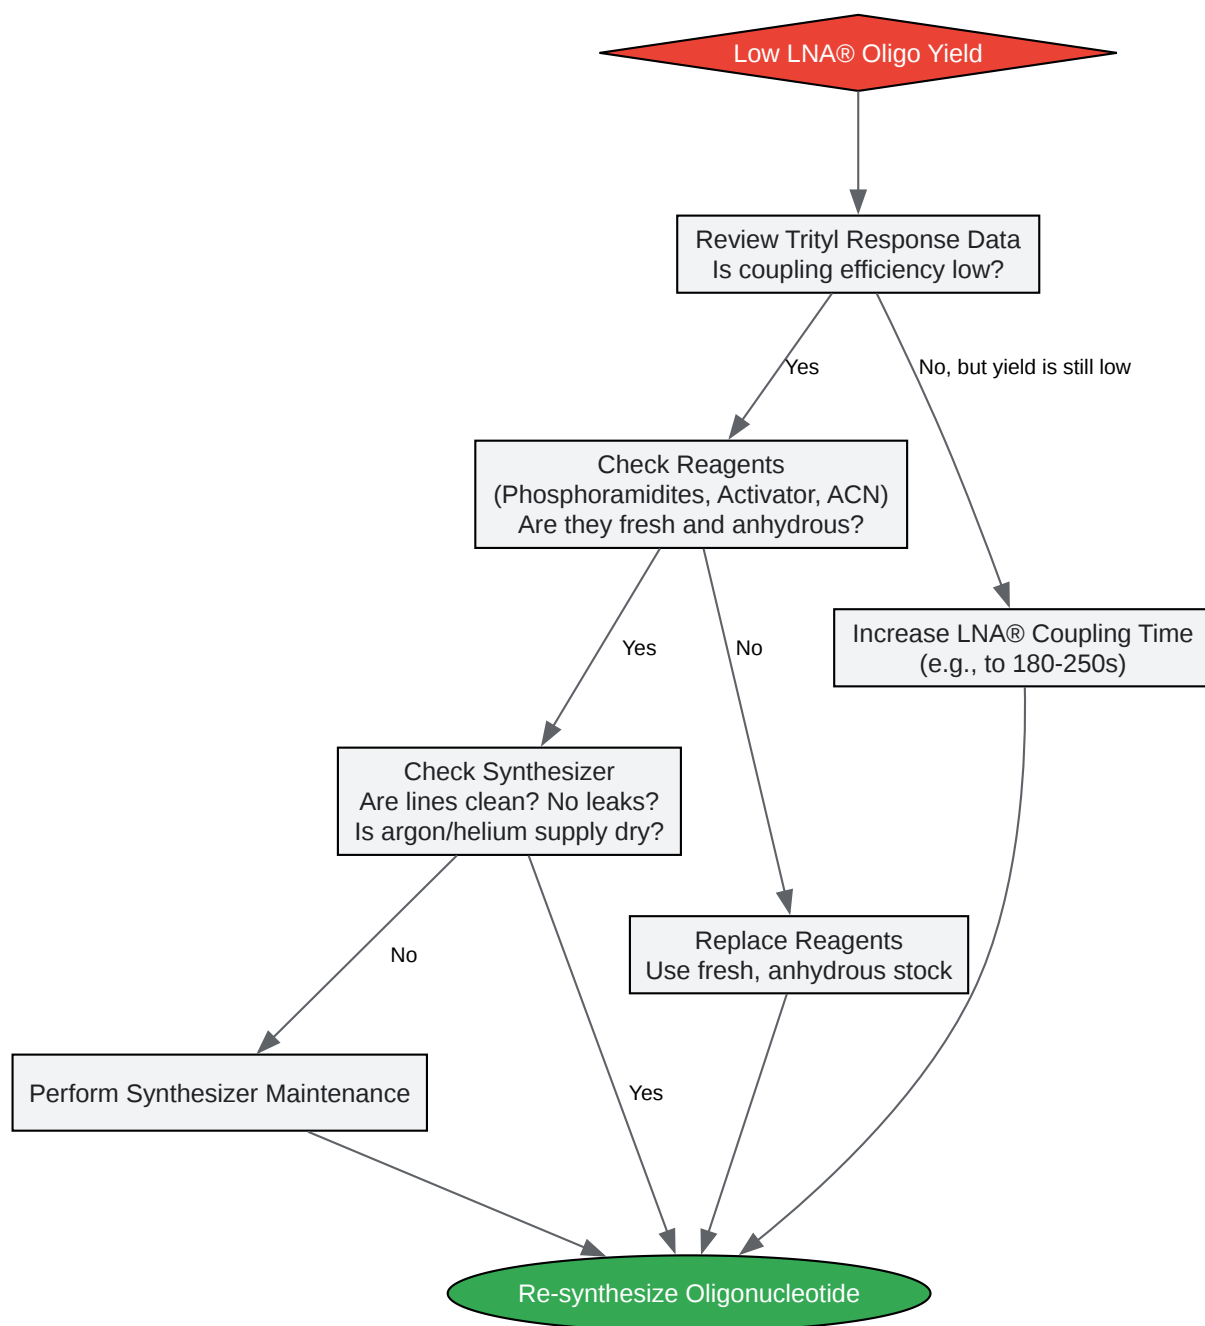 Low LNA® Oligo Yield
Review Trityl Response Data
Is coupling efficiency low?
Yes
No, but yield is still low
Check Reagents
(Phosphoramidites, Activator, ACN)
Are they fresh and anhydrous?
Increase LNA® Coupling Time
(e.g., to 180-250s)
Yes
No
Check Synthesizer
Are lines clean? No leaks?
Is argon/helium supply dry?
Replace Reagents
Use fresh, anhydrous stock
No
Perform Synthesizer Maintenance
Yes
Re-synthesize Oligonucleotide